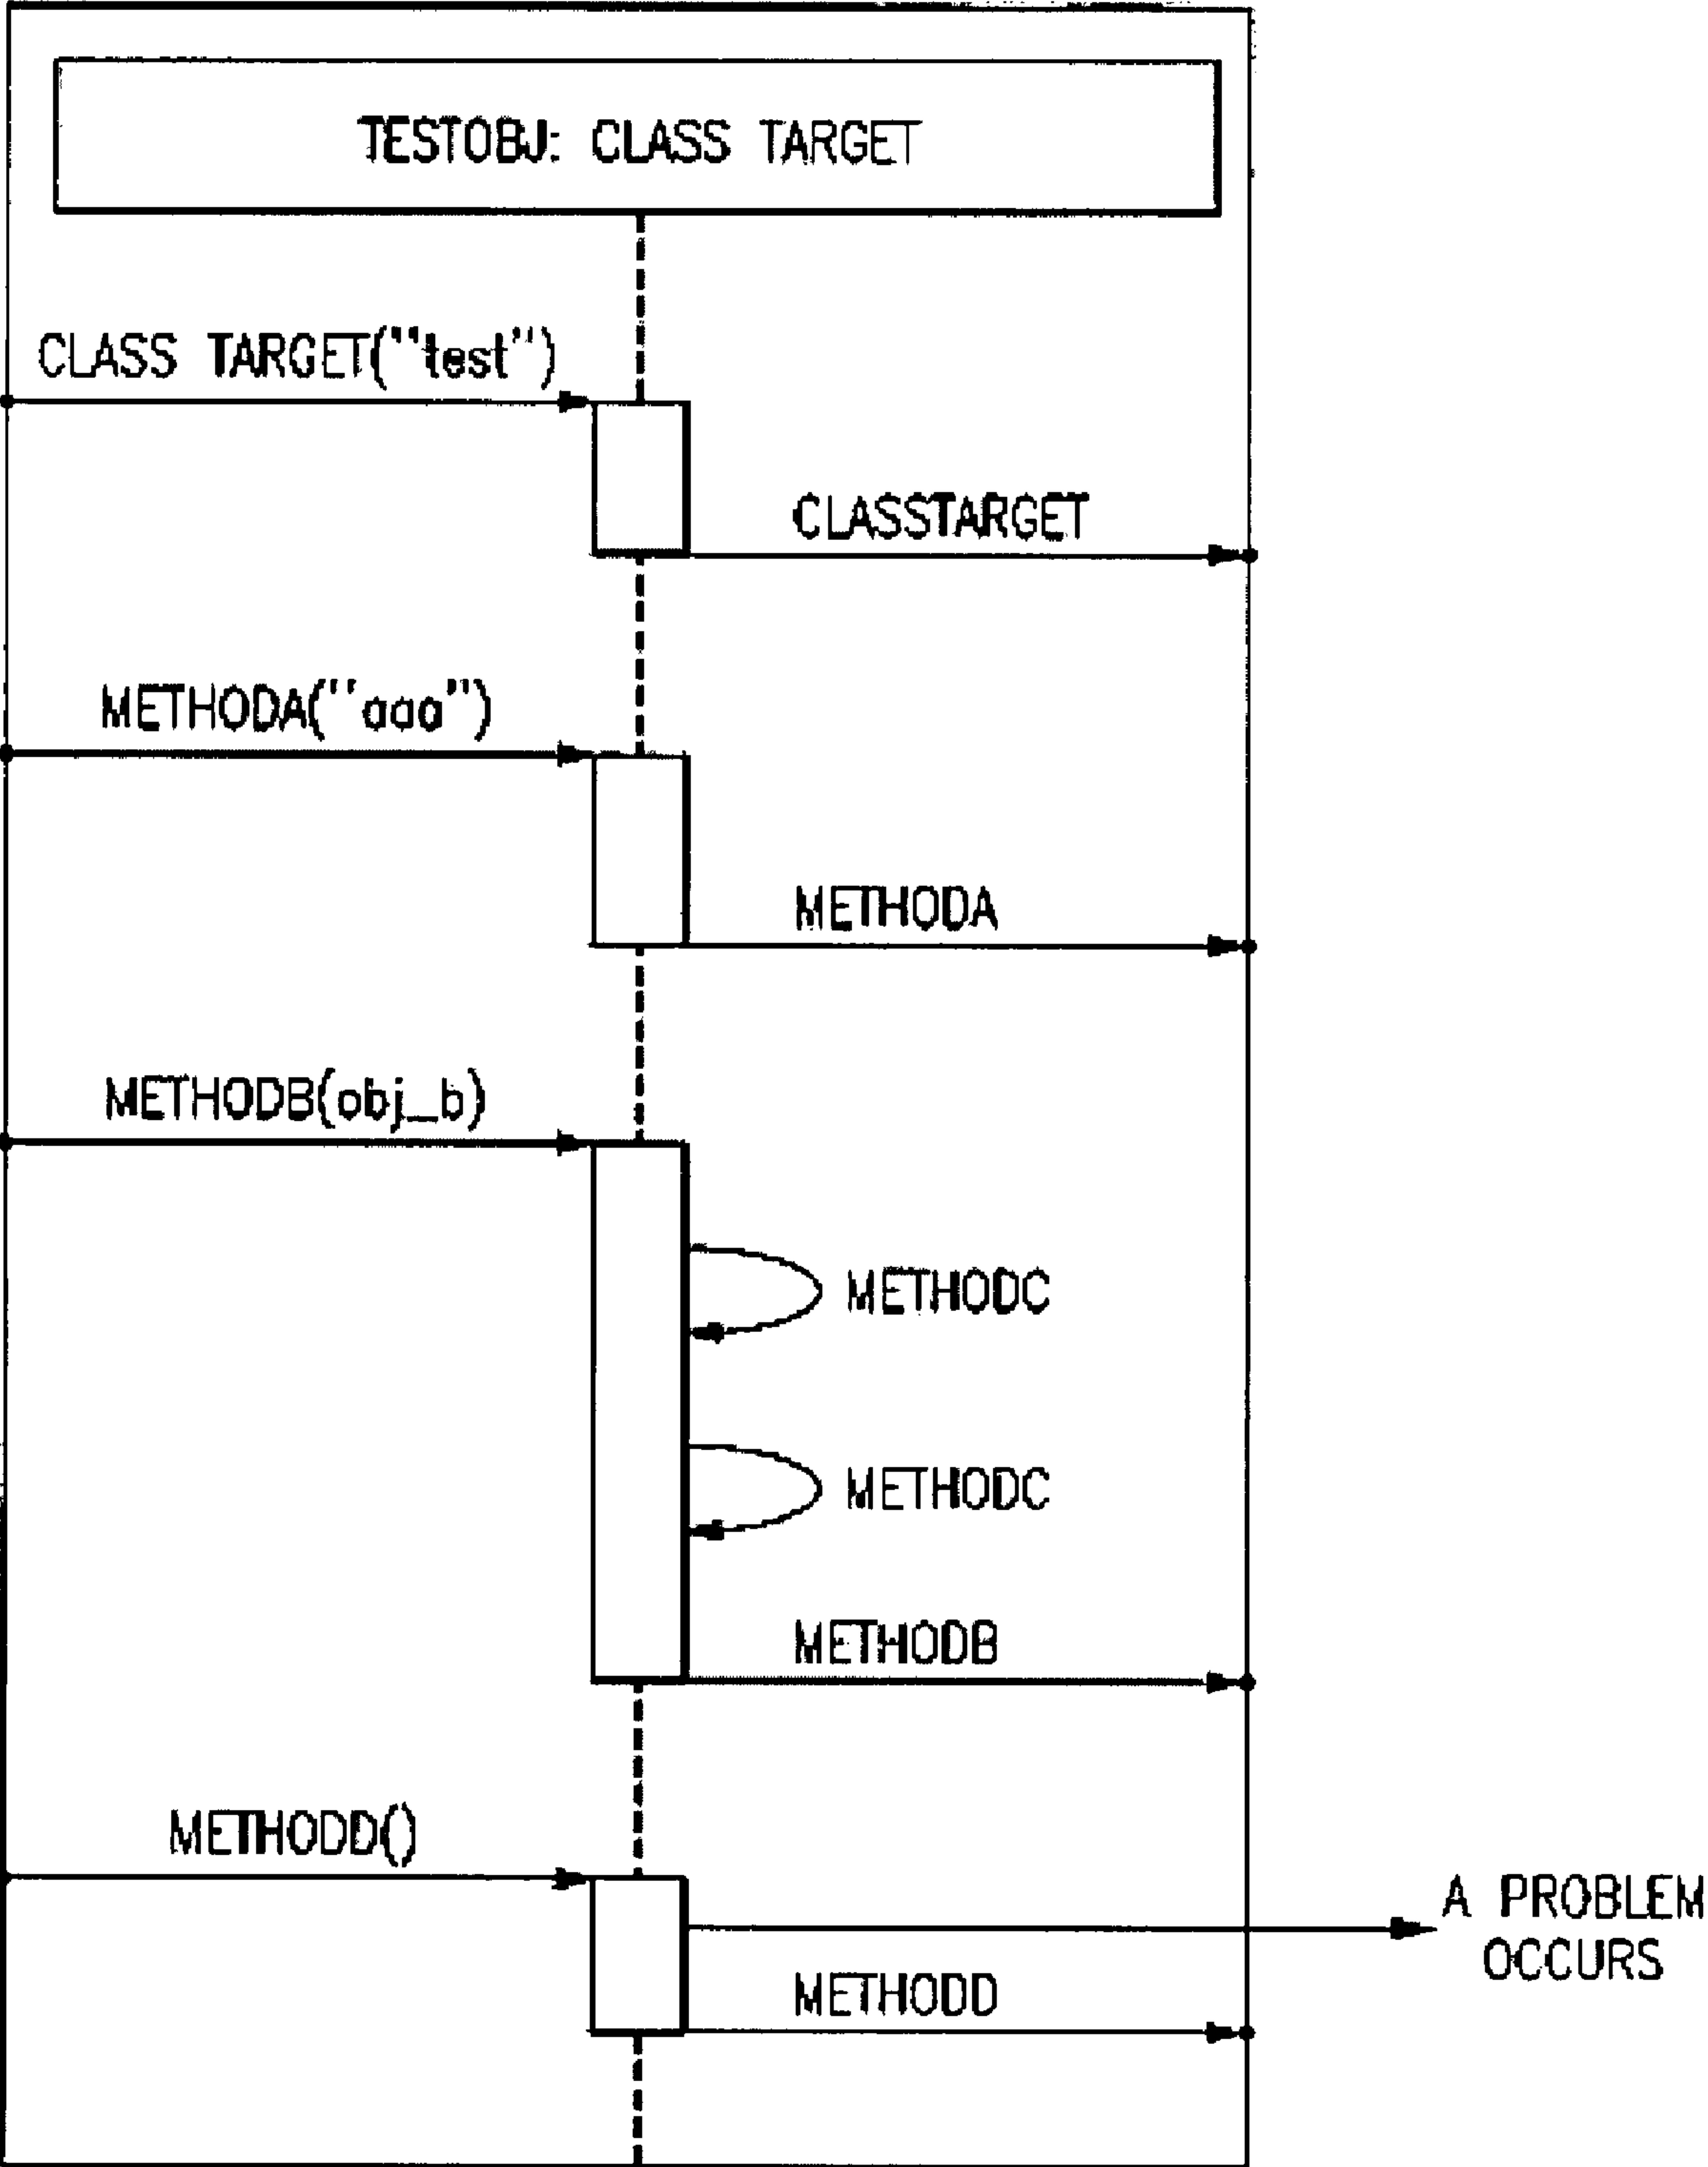 TESTOBJ: CLASS TARGET
CLASS TARGET("test")
CLASSTARGET
METHODA("aaa")
METHODA
METHODB(obj_b)
METHODC
METHODC
METHODB
METHODD()
A PROBLEM
OCCURS
METHODD